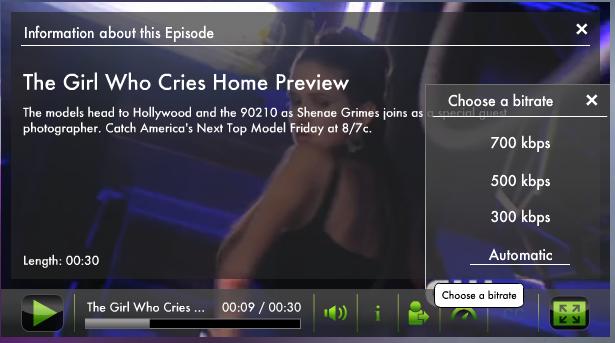 Information about this Episode
The Girl Who Cries Home Preview
The models head to Hollywood and the 90210 as Shenae Grimes joins as a special guest
photographer. Catch America's Next Top Model Friday at 8/7c.
Length: 00:30
Choose a bitrate
700 kbps
500 kbps
300 kbps
Automatic
Choose a bitrate
The Girl Who Cries ...
00:09 / 00:30
i
CC